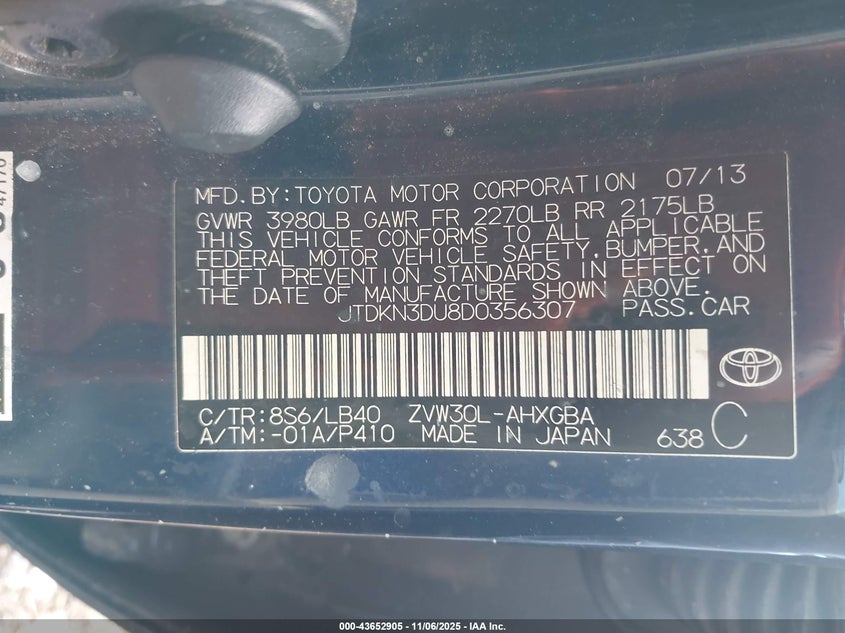 MFD.BY:TOYOTA MOTOR CORPORATION 07/13
GVWR 3980LB GAWR FR 2270LB RR 2175LB
THIS VEHICLE CONFORMS TO ALL APPLICABLE
FEDERAL MOTOR VEHICLE SAFETY,BUMPER,AND
THEFT PREVENTION STANDARDS IN EFFECT ON
THE DATE OF MANUFACTURE SHOWN ABOVE.
JTDKN3DU8D0356307 PASS.CAR
C/TR:8S6/LB40 ZVW30L-AHXGBA
A/TM:-01A/P410 MADE IN JAPAN 638 C
000-43652905 - 11/06/2025 - IAA Inc.